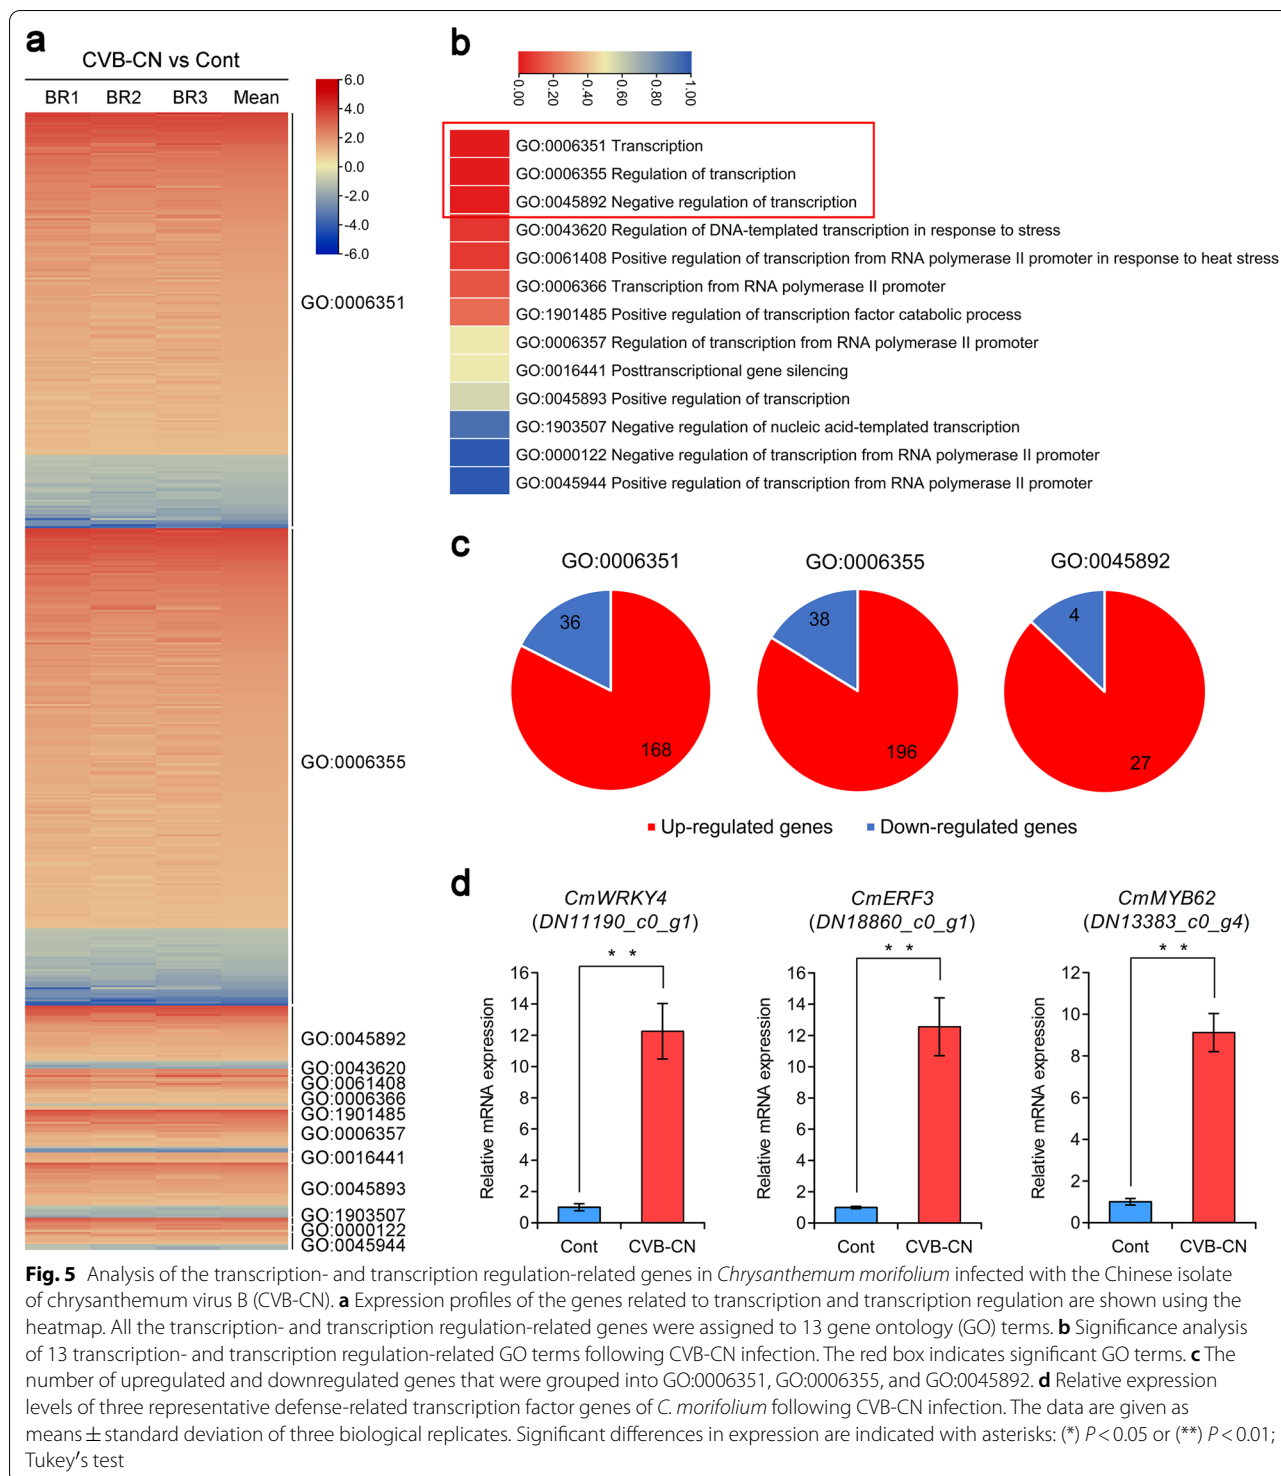 a
CVB-CN vs Cont
BR1 BR2 BR3 Mean
6.0
4.0
2.0
0.0
-2.0
-4.0
-6.0
GO:0006351
GO:0006355
GO:0045892
GO:0043620
GO:0061408
GO:0006366
GO:1901485
GO:0006357
GO:0016441
GO:0045893
GO:1903507
GO:0000122
GO:0045944
b
0.00 0.20 0.40 0.60 0.80 1.00
GO:0006351 Transcription
GO:0006355 Regulation of transcription
GO:0045892 Negative regulation of transcription
GO:0043620 Regulation of DNA-templated transcription in response to stress
GO:0061408 Positive regulation of transcription from RNA polymerase II promoter in response to heat stress
GO:0006366 Transcription from RNA polymerase II promoter
GO:1901485 Positive regulation of transcription factor catabolic process
GO:0006357 Regulation of transcription from RNA polymerase II promoter
GO:0016441 Posttranscriptional gene silencing
GO:0045893 Positive regulation of transcription
GO:1903507 Negative regulation of nucleic acid-templated transcription
GO:0000122 Negative regulation of transcription from RNA polymerase II promoter
GO:0045944 Positive regulation of transcription from RNA polymerase II promoter
c
GO:0006351 GO:0006355 GO:0045892
36 38 4
168 196 27
Up-regulated genes Down-regulated genes
d
CmWRKY4
(DN11190_c0_g1)
* *
Relative mRNA expression
16
14
12
10
8
6
4
2
0
Cont CVB-CN
CmERF3
(DN18860_c0_g1)
* *
Relative mRNA expression
16
14
12
10
8
6
4
2
0
Cont CVB-CN
CmMYB62
(DN13383_c0_g4)
* *
Relative mRNA expression
12
10
8
6
4
2
0
Cont CVB-CN
Fig. 5 Analysis of the transcription- and transcription regulation-related genes in Chrysanthemum morifolium infected with the Chinese isolate
of chrysanthemum virus B (CVB-CN). a Expression profiles of the genes related to transcription and transcription regulation are shown using the
heatmap. All the transcription- and transcription regulation-related genes were assigned to 13 gene ontology (GO) terms. b Significance analysis
of 13 transcription- and transcription regulation-related GO terms following CVB-CN infection. The red box indicates significant GO terms. c The
number of upregulated and downregulated genes that were grouped into GO:0006351, GO:0006355, and GO:0045892. d Relative expression
levels of three representative defense-related transcription factor genes of C. morifolium following CVB-CN infection. The data are given as
means ± standard deviation of three biological replicates. Significant differences in expression are indicated with asterisks: (*) P < 0.05 or (**) P < 0.01;
Tukey′s test